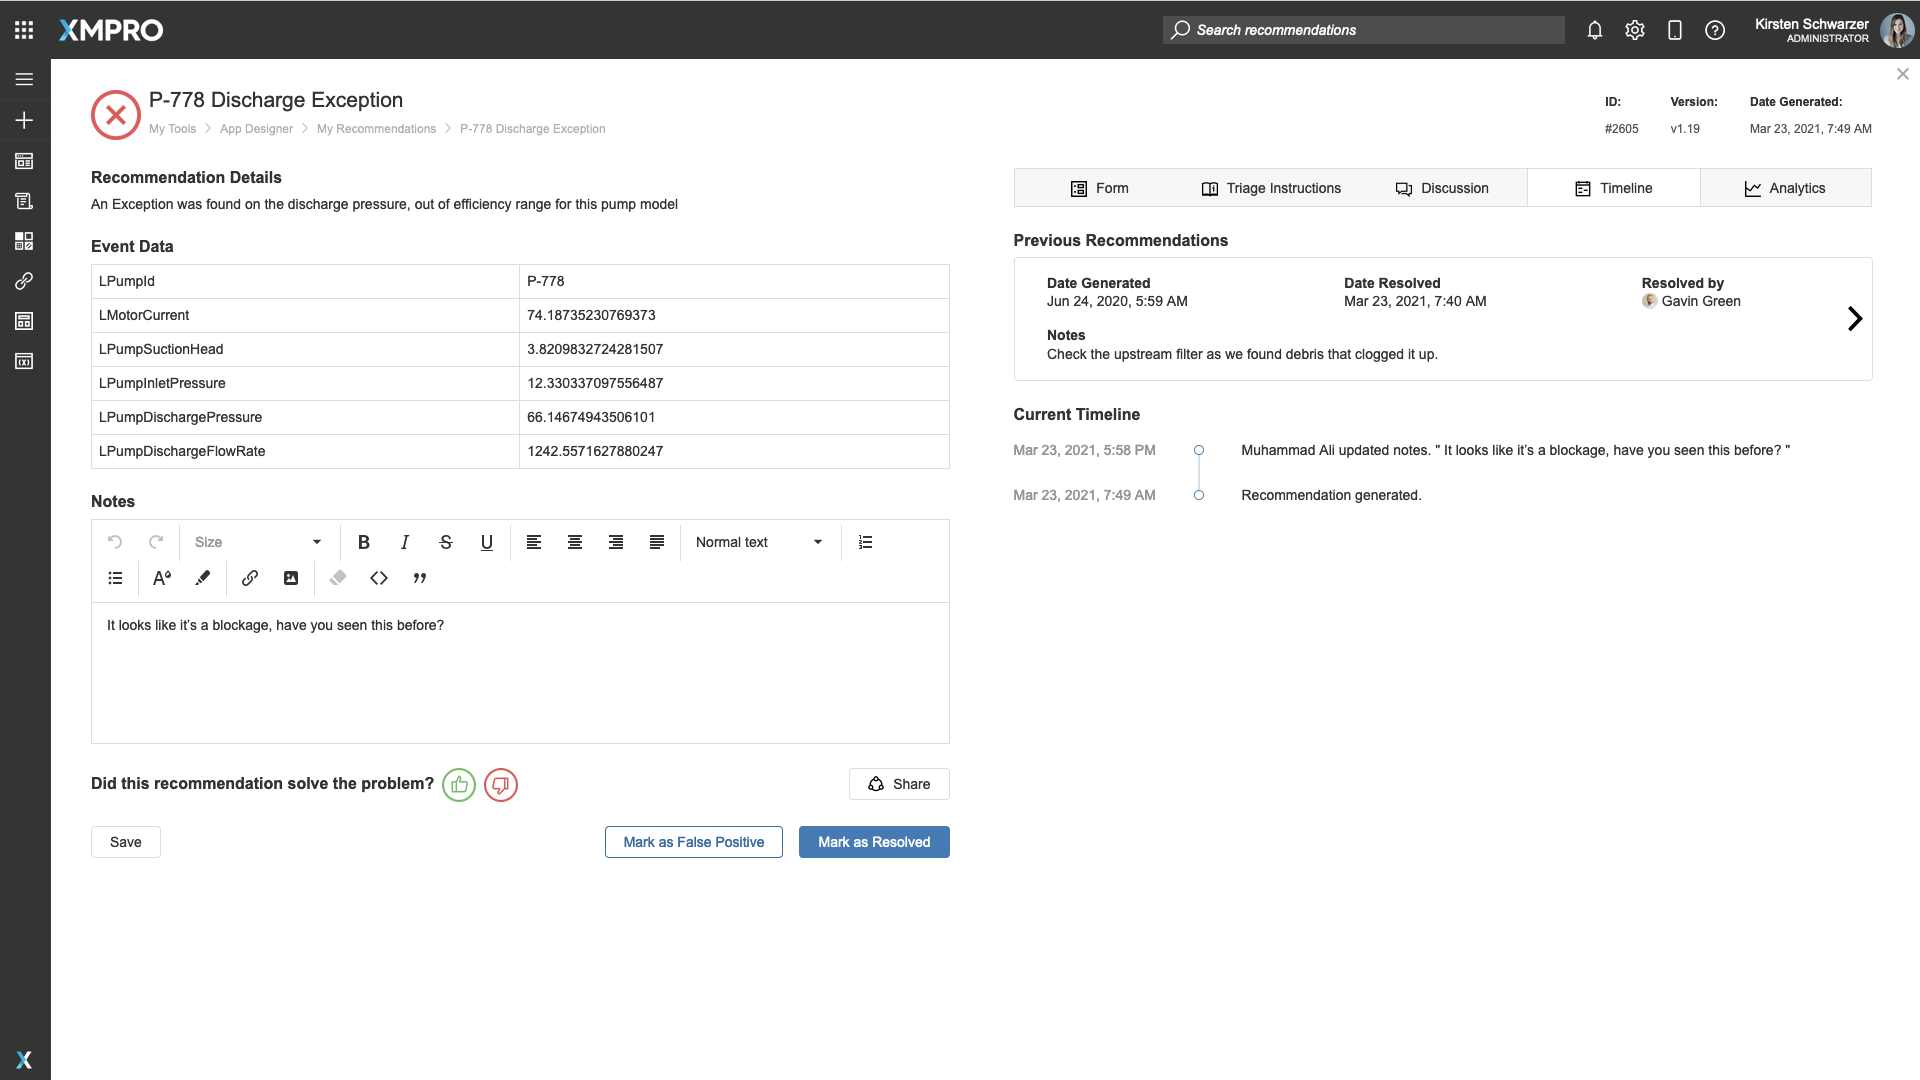 XMPRO
Search recommendations
Kirsten Schwarzer
ADMINISTRATOR
P-778 Discharge Exception
My Tools
App Designer
My Recommendations
P-778 Discharge Exception
ID:
Version:
Date Generated:
#2605
v1.19
Mar 23, 2021, 7:49 AM
Recommendation Details
An Exception was found on the discharge pressure, out of efficiency range for this pump model
Event Data
LPumpId P-778
LMotorCurrent 74.18735230769373
LPumpSuctionHead 3.8209832724281507
LPumpInletPressure 12.330337097556487
LPumpDischargePressure 66.14674943506101
LPumpDischargeFlowRate 1242.5571627880247
Notes
Size
B I S U
Normal text
It looks like it’s a blockage, have you seen this before?
Did this recommendation solve the problem?
Share
Save
Mark as False Positive
Mark as Resolved
Form
Triage Instructions
Discussion
Timeline
Analytics
Previous Recommendations
Date Generated
Date Resolved
Resolved by
Jun 24, 2020, 5:59 AM
Mar 23, 2021, 7:40 AM
Gavin Green
Notes
Check the upstream filter as we found debris that clogged it up.
Current Timeline
Mar 23, 2021, 5:58 PM
Muhammad Ali updated notes. " It looks like it’s a blockage, have you seen this before? "
Mar 23, 2021, 7:49 AM
Recommendation generated.